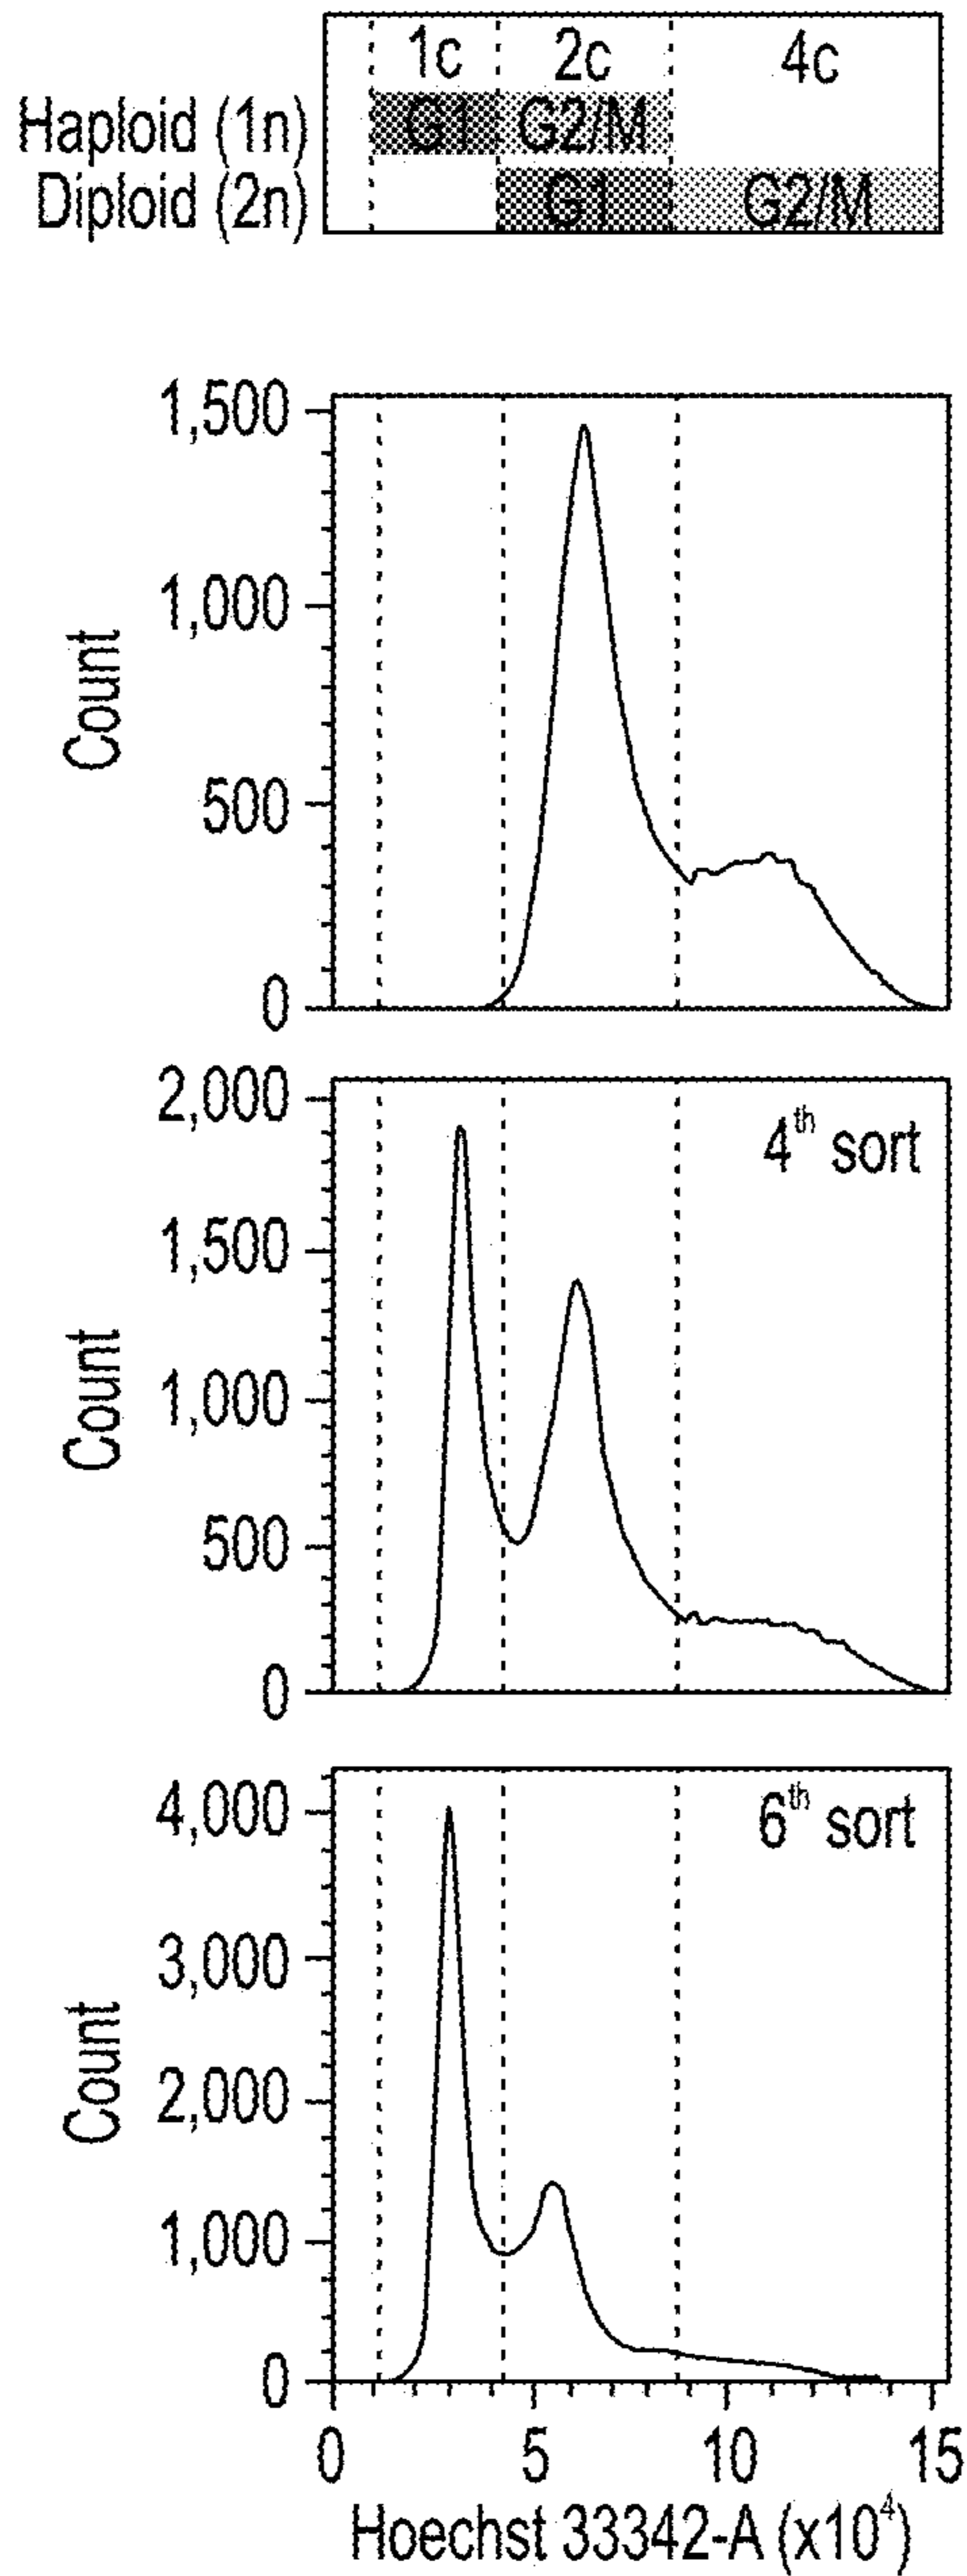 1c 2c 4c
Haploid (1n) G1 G2/M
Diploid (2n) G1 G2/M
1,500
1,000
500
0
Count
2,000
4th sort
1,500
1,000
500
0
Count
4,000
6th sort
3,000
2,000
1,000
0
Count
0 5 10 15
Hoechst 33342-A (x10⁴)